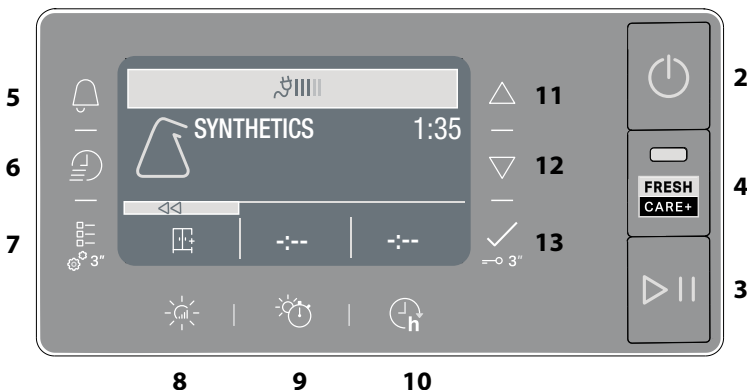 5
6
7
SYNTHETICS 1:35
-:-- -:--
3"
3"
h
8 9 10
11
12
13
FRESH
CARE+
2
4
3